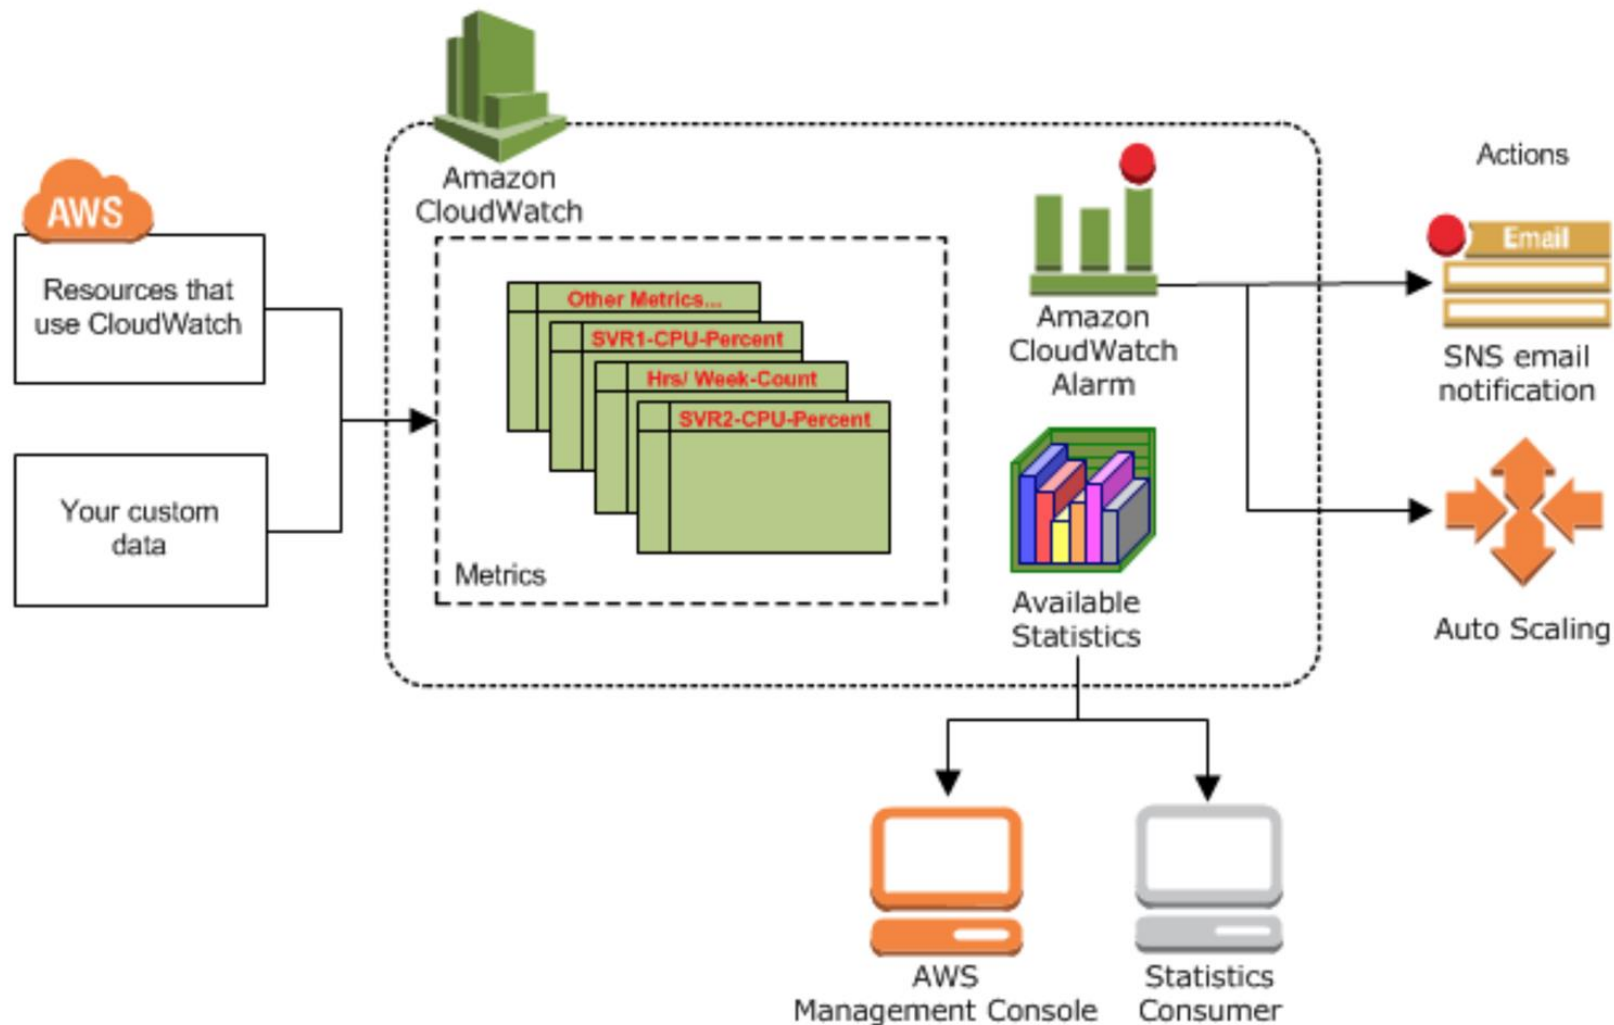 Amazon
CloudWatch
AWS
Resources that
use CloudWatch
Your custom
data
Other Metrics...
SVR1-CPU-Percent
Hrs/ Week-Count
SVR2-CPU-Percent
Metrics
Amazon
CloudWatch
Alarm
Available
Statistics
Actions
Email
SNS email
notification
Auto Scaling
AWS
Management Console
Statistics
Consumer